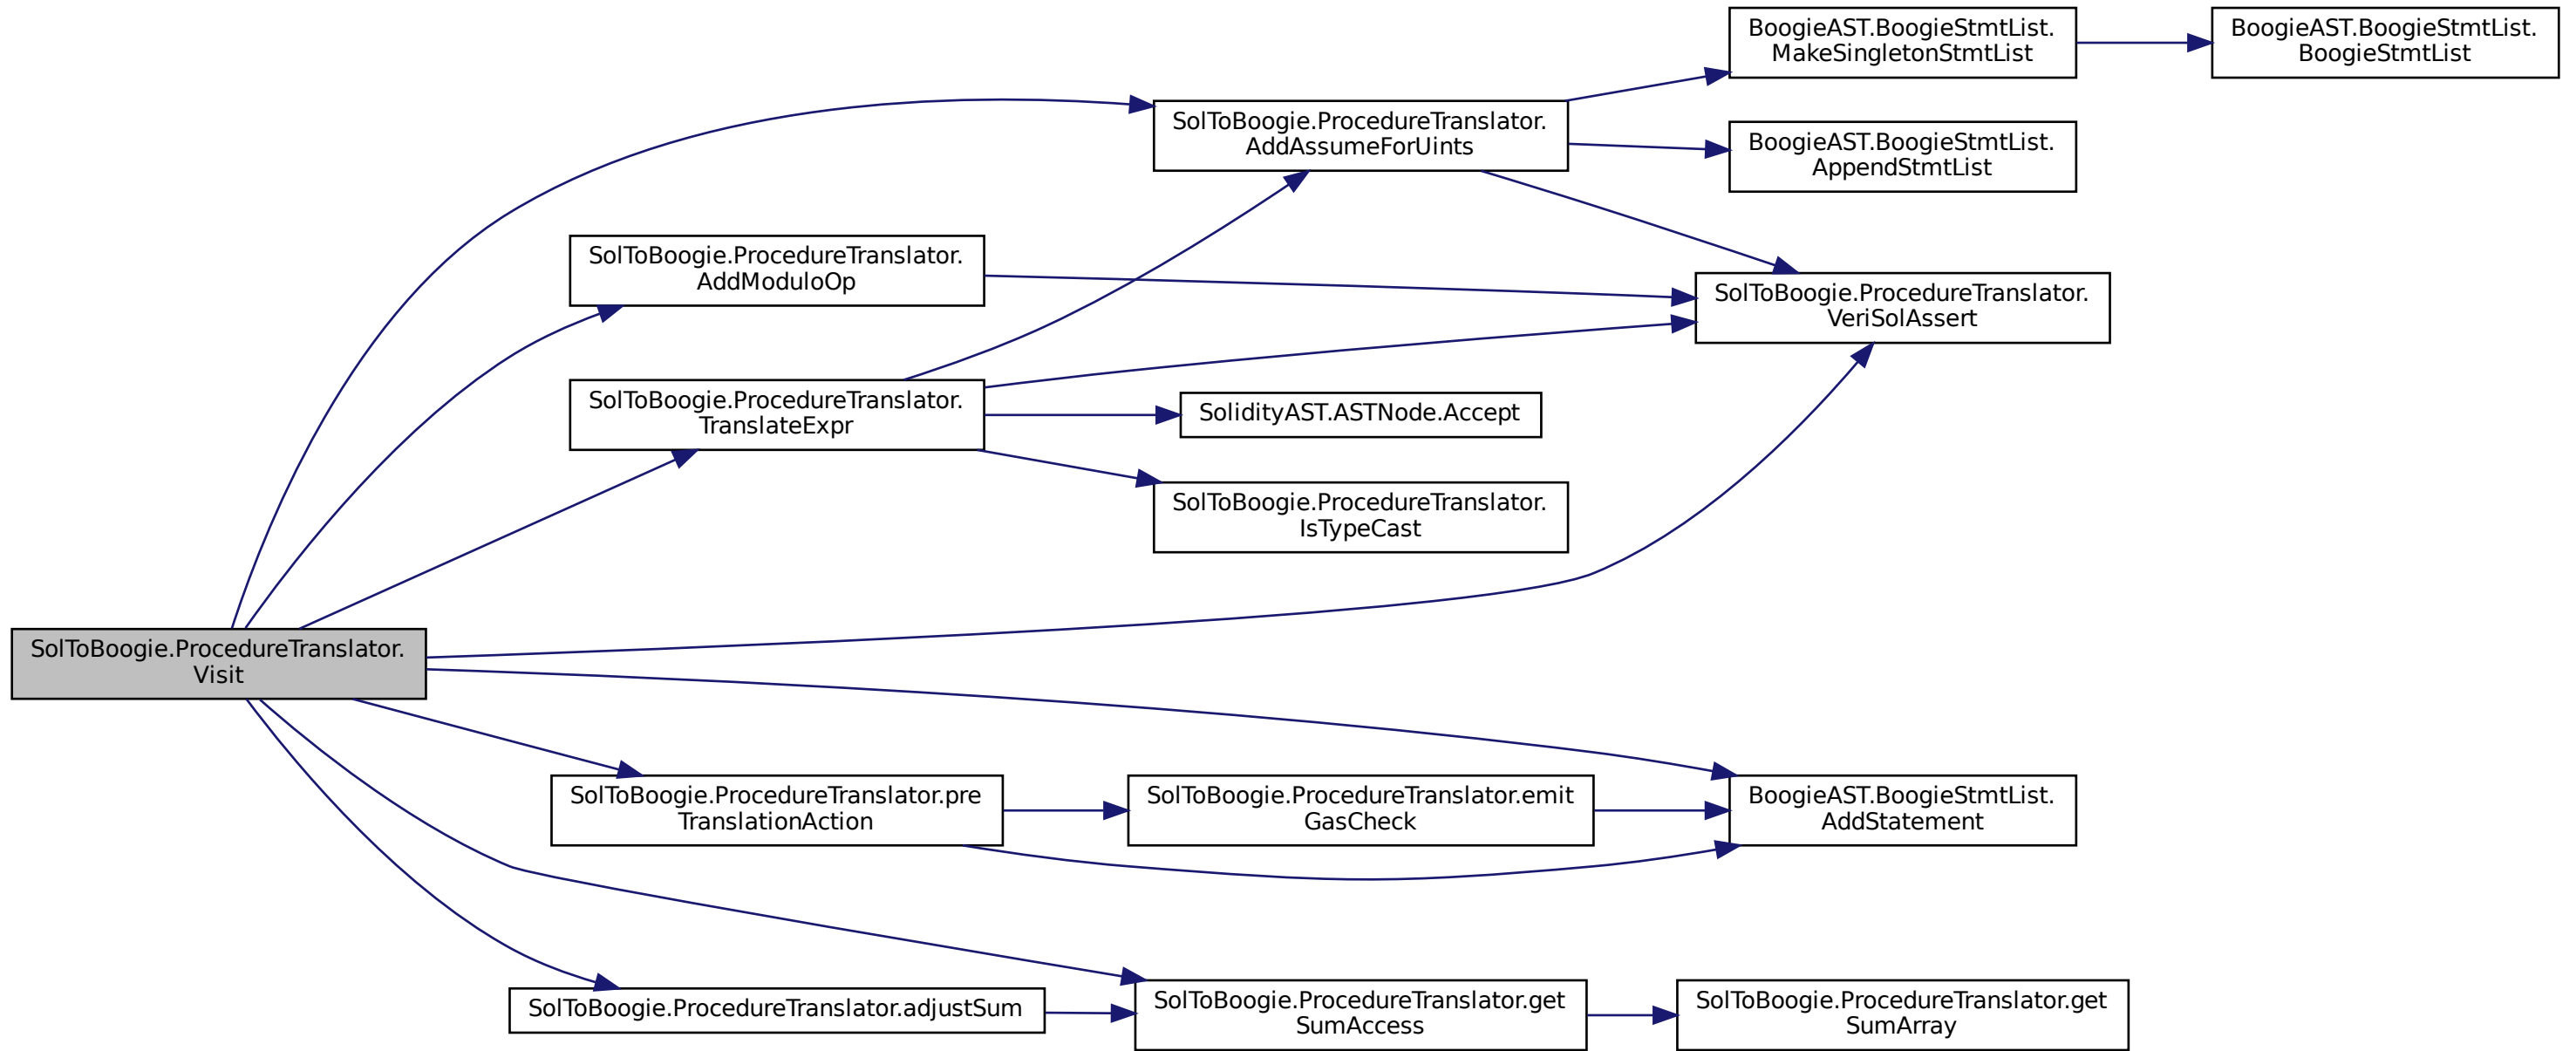 BoogieAST.BoogieStmtList.
MakeSingletonStmtList
BoogieAST.BoogieStmtList.
BoogieStmtList
SolToBoogie.ProcedureTranslator.
AddAssumeForUints
BoogieAST.BoogieStmtList.
AppendStmtList
SolToBoogie.ProcedureTranslator.
AddModuloOp
SolToBoogie.ProcedureTranslator.
VeriSolAssert
SolToBoogie.ProcedureTranslator.
TranslateExpr
SolidityAST.ASTNode.Accept
SolToBoogie.ProcedureTranslator.
IsTypeCast
SolToBoogie.ProcedureTranslator.
Visit
SolToBoogie.ProcedureTranslator.pre
TranslationAction
SolToBoogie.ProcedureTranslator.emit
GasCheck
BoogieAST.BoogieStmtList.
AddStatement
SolToBoogie.ProcedureTranslator.adjustSum
SolToBoogie.ProcedureTranslator.get
SumAccess
SolToBoogie.ProcedureTranslator.get
SumArray